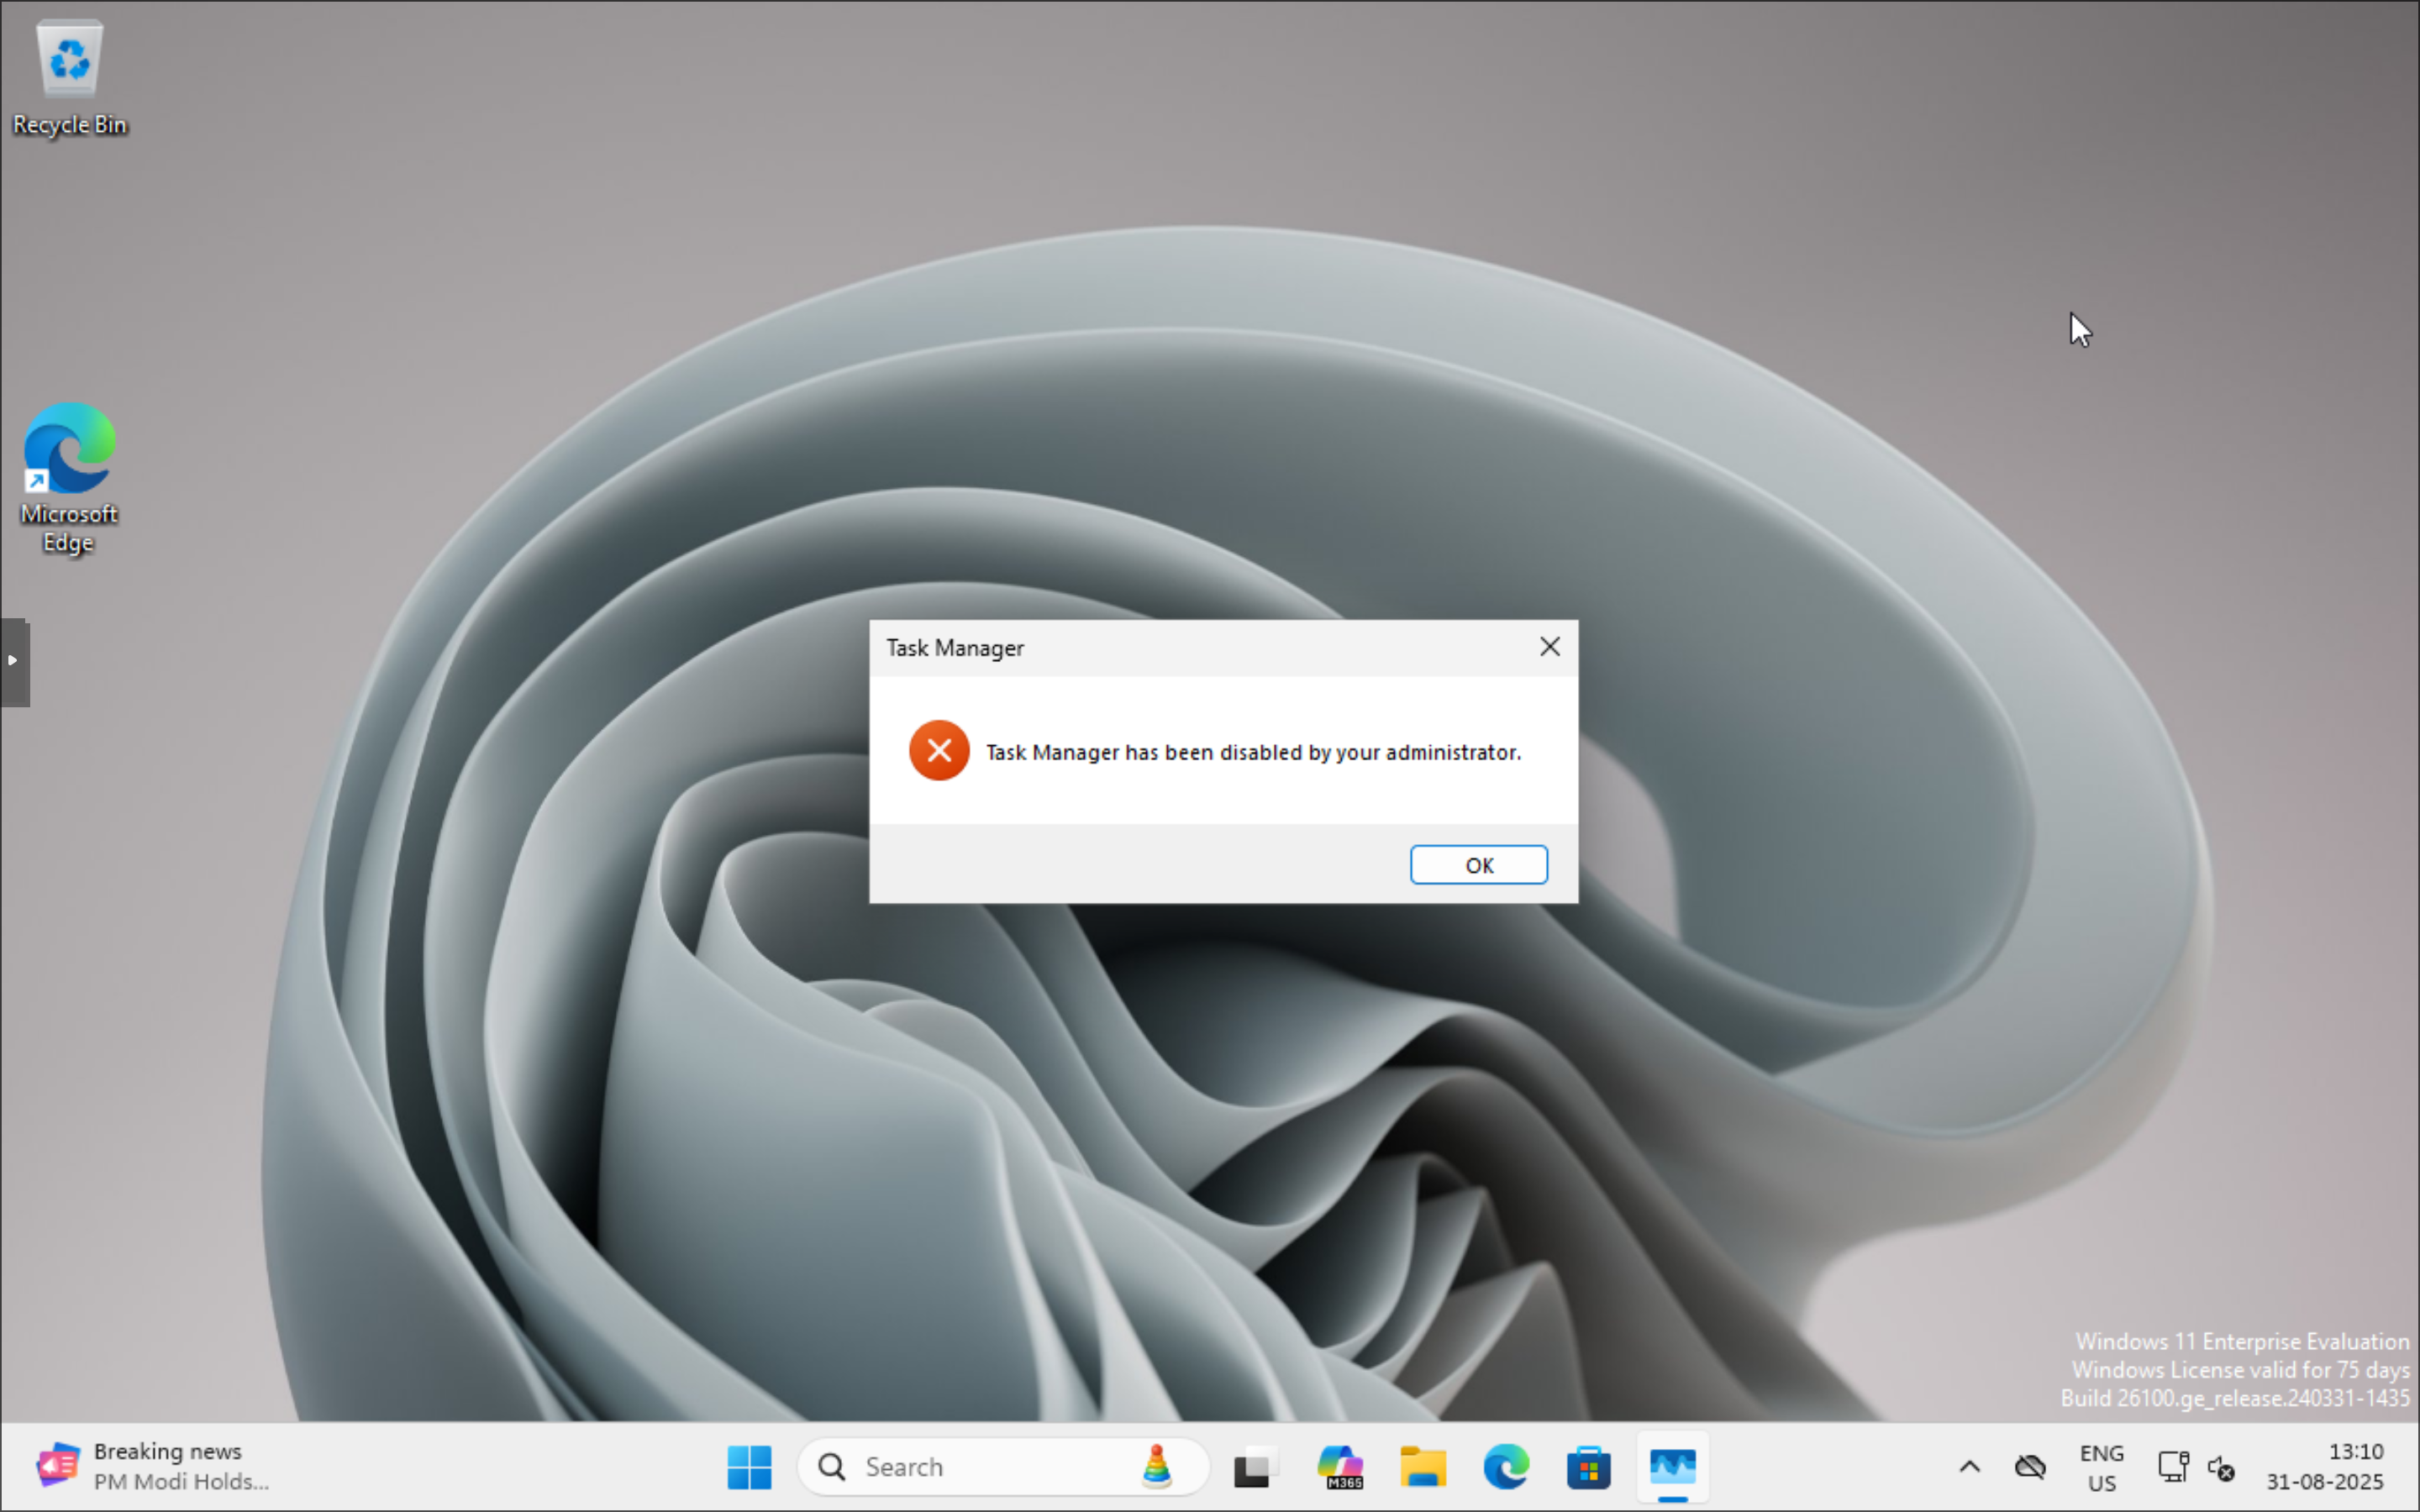 Recycle Bin
Microsoft
Edge
Task Manager
Task Manager has been disabled by your administrator.
OK
Windows 11 Enterprise Evaluation
Windows License valid for 75 days
Build 26100.ge_release.240331-1435
Breaking news
PM Modi Holds...
Search
M365
ENG
US
13:10
31-08-2025